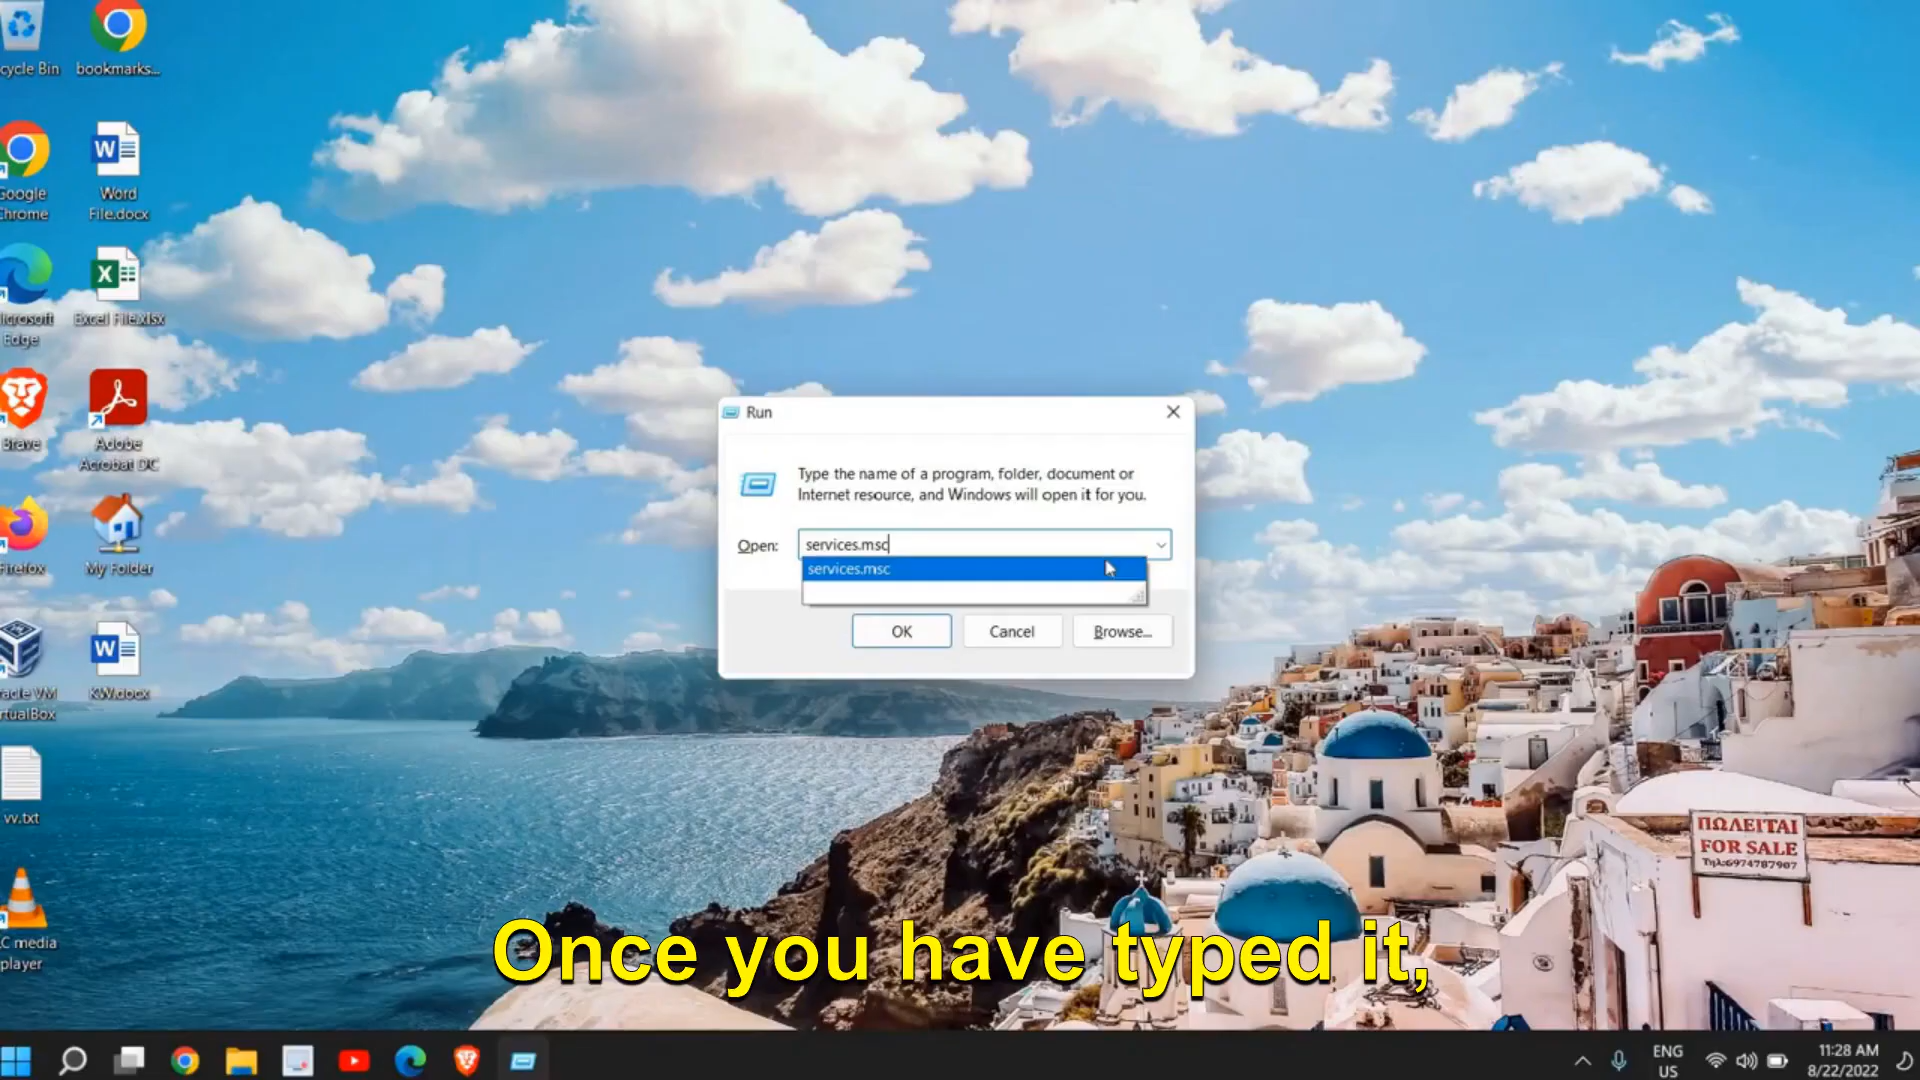 cycle Bin
bookmarks...
Google
Chrome
Word
File.docx
Microsoft
Edge
Excel File.xlsx
Brave
Adobe
Acrobat DC
Firefox
My Folder
racle VM
rtualBox
KW.docx
vv.txt
C media
player
Run
Type the name of a program, folder, document or
Internet resource, and Windows will open it for you.
Open:
services.msc
services.msc
OK
Cancel
Browse...
ΠΩΛΕΙΤΑΙ
FOR SALE
Τηλ:6974787907
Once you have typed it,
ENG
US
11:28 AM
8/22/2022